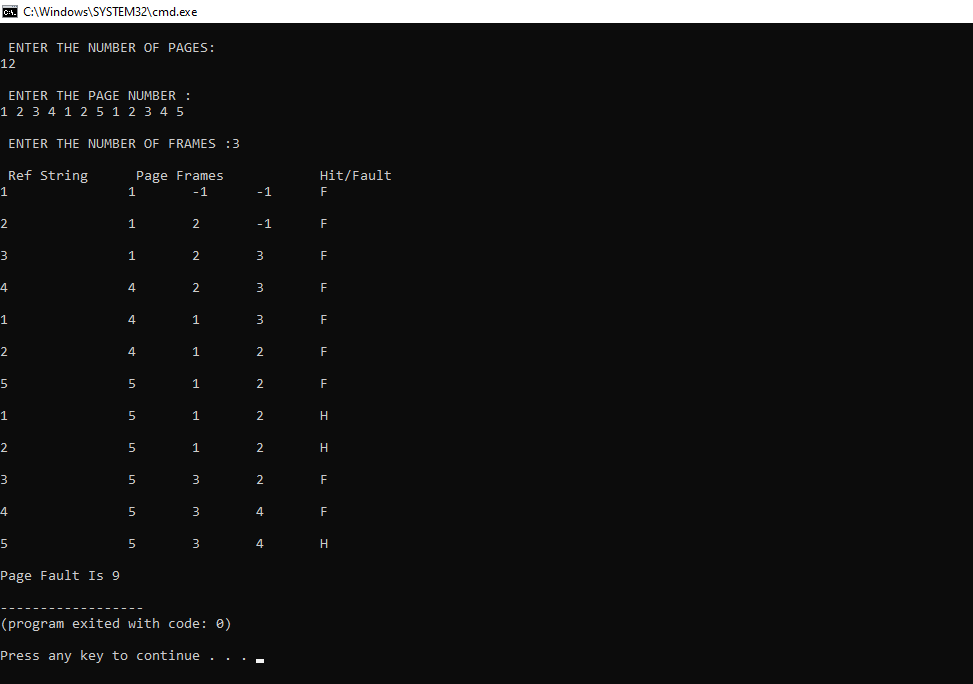 C:\Windows\SYSTEM32\cmd.exe
ENTER THE NUMBER OF PAGES:
12
ENTER THE PAGE NUMBER :
1 2 3 4 1 2 5 1 2 3 4 5
ENTER THE NUMBER OF FRAMES :3
Ref String Page Frames Hit/Fault
1 1 -1 -1 F
2 1 2 -1 F
3 1 2 3 F
4 4 2 3 F
1 4 1 3 F
2 4 1 2 F
5 5 1 2 F
1 5 1 2 H
2 5 1 2 H
3 5 3 2 F
4 5 3 4 F
5 5 3 4 H
Page Fault Is 9
------------------
(program exited with code: 0)
Press any key to continue . . .